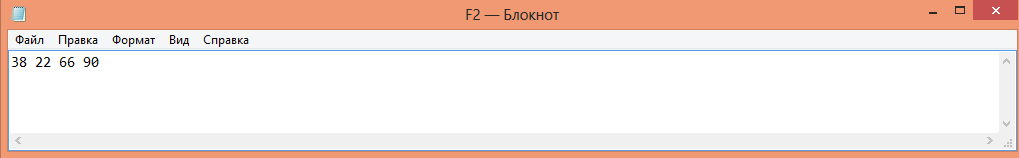 F2 — Блокнот
Файл Правка Формат Вид Справка
38 22 66 90